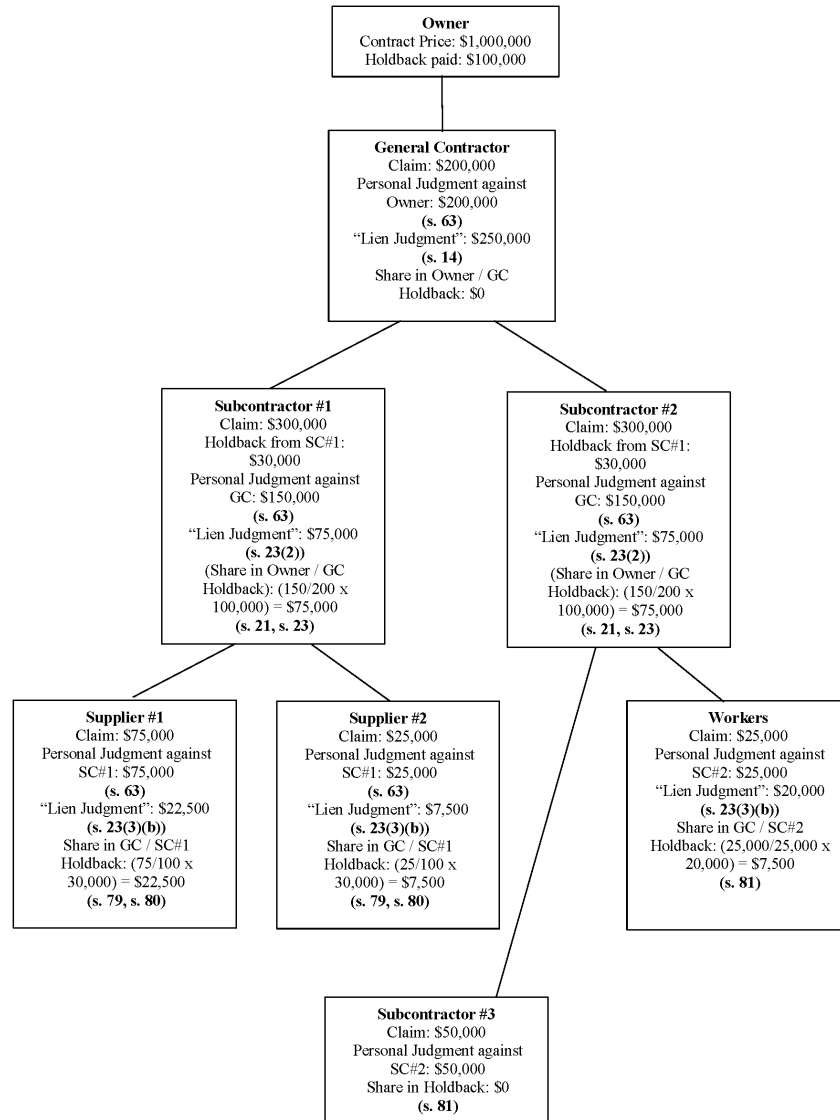 Owner
Contract Price: $1,000,000
Holdback paid: $100,000
General Contractor
Claim: $200,000
Personal Judgment against
Owner: $200,000
(s. 63)
“Lien Judgment”: $250,000
(s. 14)
Share in Owner / GC
Holdback: $0
Subcontractor #1
Claim: $300,000
Holdback from SC#1:
$30,000
Personal Judgment against
GC: $150,000
(s. 63)
“Lien Judgment”: $75,000
(s. 23(2))
(Share in Owner / GC
Holdback): (150/200 x
100,000) = $75,000
(s. 21, s. 23)
Subcontractor #2
Claim: $300,000
Holdback from SC#1:
$30,000
Personal Judgment against
GC: $150,000
(s. 63)
“Lien Judgment”: $75,000
(s. 23(2))
(Share in Owner / GC
Holdback): (150/200 x
100,000) = $75,000
(s. 21, s. 23)
Supplier #1
Claim: $75,000
Personal Judgment against
SC#1: $75,000
(s. 63)
“Lien Judgment”: $22,500
(s. 23(3)(b))
Share in GC / SC#1
Holdback: (75/100 x
30,000) = $22,500
(s. 79, s. 80)
Supplier #2
Claim: $25,000
Personal Judgment against
SC#1: $25,000
(s. 63)
“Lien Judgment”: $7,500
(s. 23(3)(b))
Share in GC / SC#1
Holdback: (25/100 x
30,000) = $7,500
(s. 79, s. 80)
Workers
Claim: $25,000
Personal Judgment against
SC#2: $25,000
“Lien Judgment”: $20,000
(s. 23(3)(b))
Share in GC / SC#2
Holdback: (25,000/25,000 x
20,000) = $7,500
(s. 81)
Subcontractor #3
Claim: $50,000
Personal Judgment against
SC#2: $50,000
Share in Holdback: $0
(s. 81)